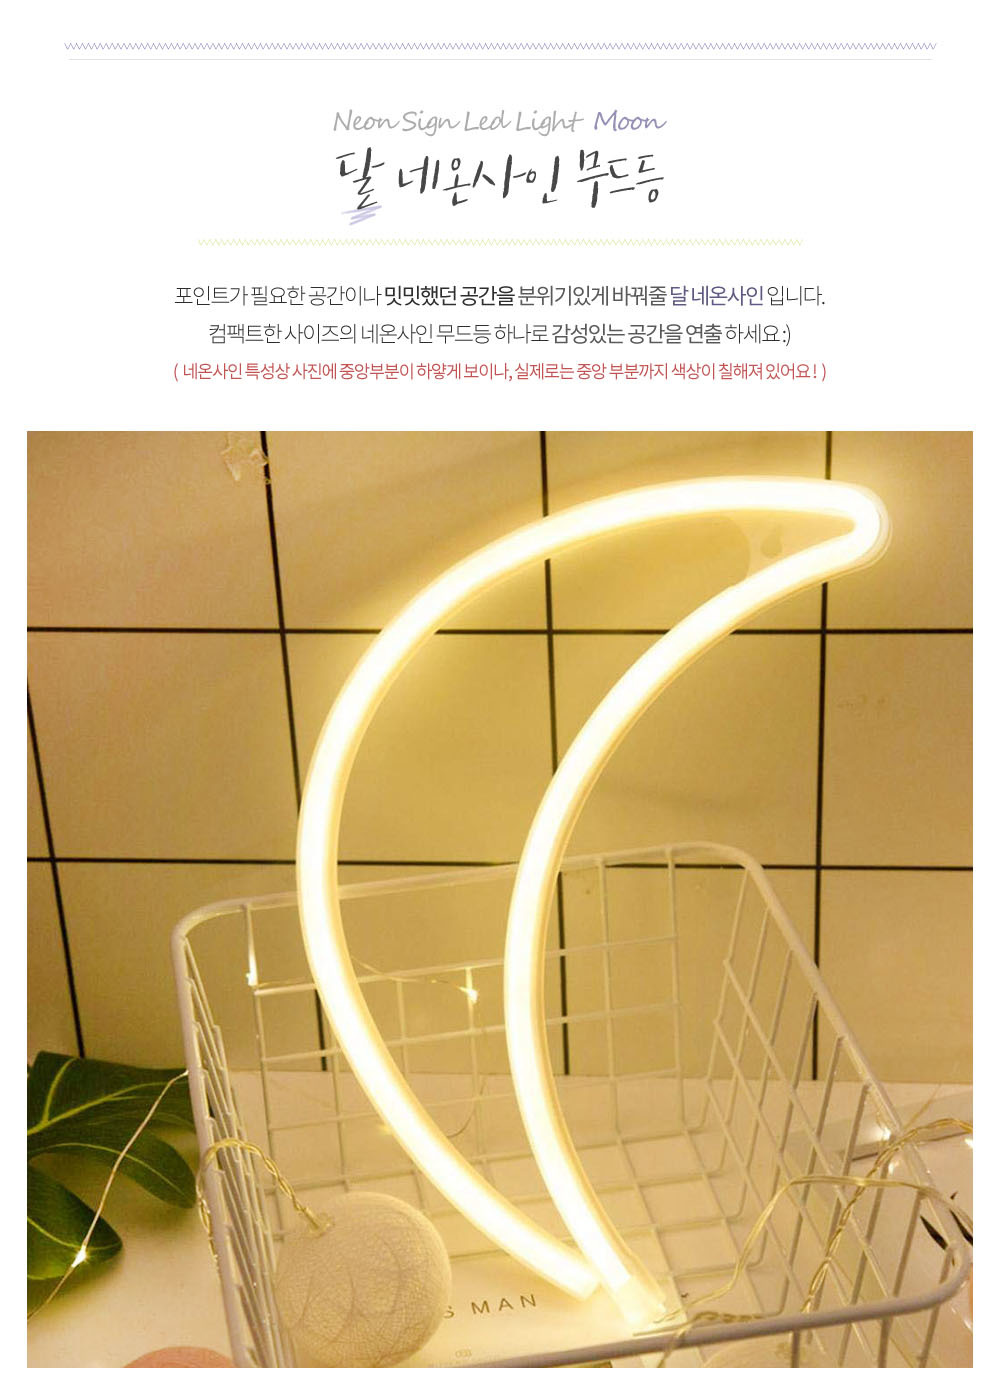 Neon Sign Led Light Moon
달 네온사인 무드등
포인트가 필요한 공간이나 밋밋했던 공간을 분위기있게 바꿔줄 달 네온사인 입니다.
컴팩트한 사이즈의 네온사인 무드등 하나로 감성있는 공간을 연출 하세요 :)
( 네온사인 특성상 사진에 중앙부분이 하얗게 보이나, 실제로는 중앙 부분까지 색상이 칠해져 있어요 ! )
S MAN